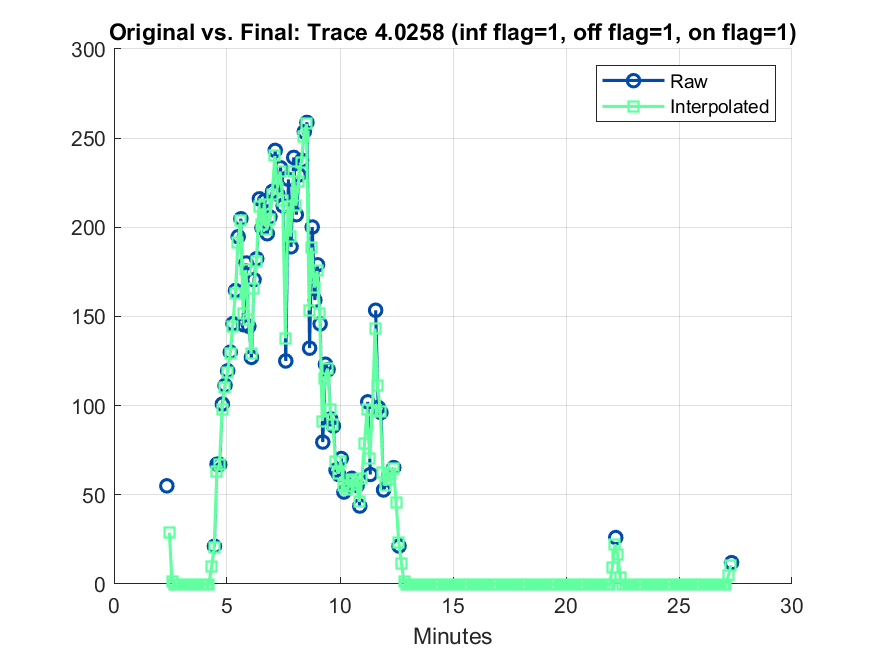 Original vs. Final: Trace 4.0258 (inf flag=1, off flag=1, on flag=1)
300
250
200
150
100
50
0
Raw
Interpolated
0 5 10 15 20 25 30
Minutes